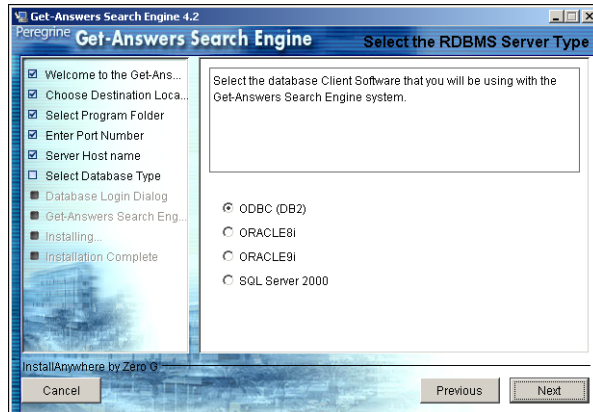 Get-Answers Search Engine 4.2
Peregrine Get-Answers Search Engine
Select the RDBMS Server Type
Welcome to the Get-Ans...
Choose Destination Loca...
Select Program Folder
Enter Port Number
Server Host name
Select Database Type
Database Login Dialog
Get-Answers Search Eng...
Installing...
Installation Complete
Select the database Client Software that you will be using with the
Get-Answers Search Engine system.
ODBC (DB2)
ORACLE8i
ORACLE9i
SQL Server 2000
InstallAnywhere by Zero G
Cancel
Previous
Next